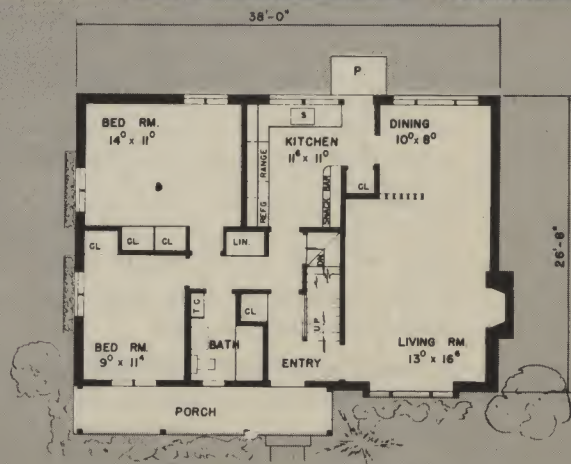 38'-0"
P
BED RM.
14⁰ x 11⁰
S
KITCHEN
11⁶ x 11⁰
DINING
10⁰ x 8⁰
RANGE
REFG
SNACK BAR
CL
CL
CL
CL
LIN.
DN
26'-8"
T.C
CL
UP
BATH
BED RM.
9⁰ x 11⁴
ENTRY
LIVING RM.
13⁰ x 16⁶
PORCH